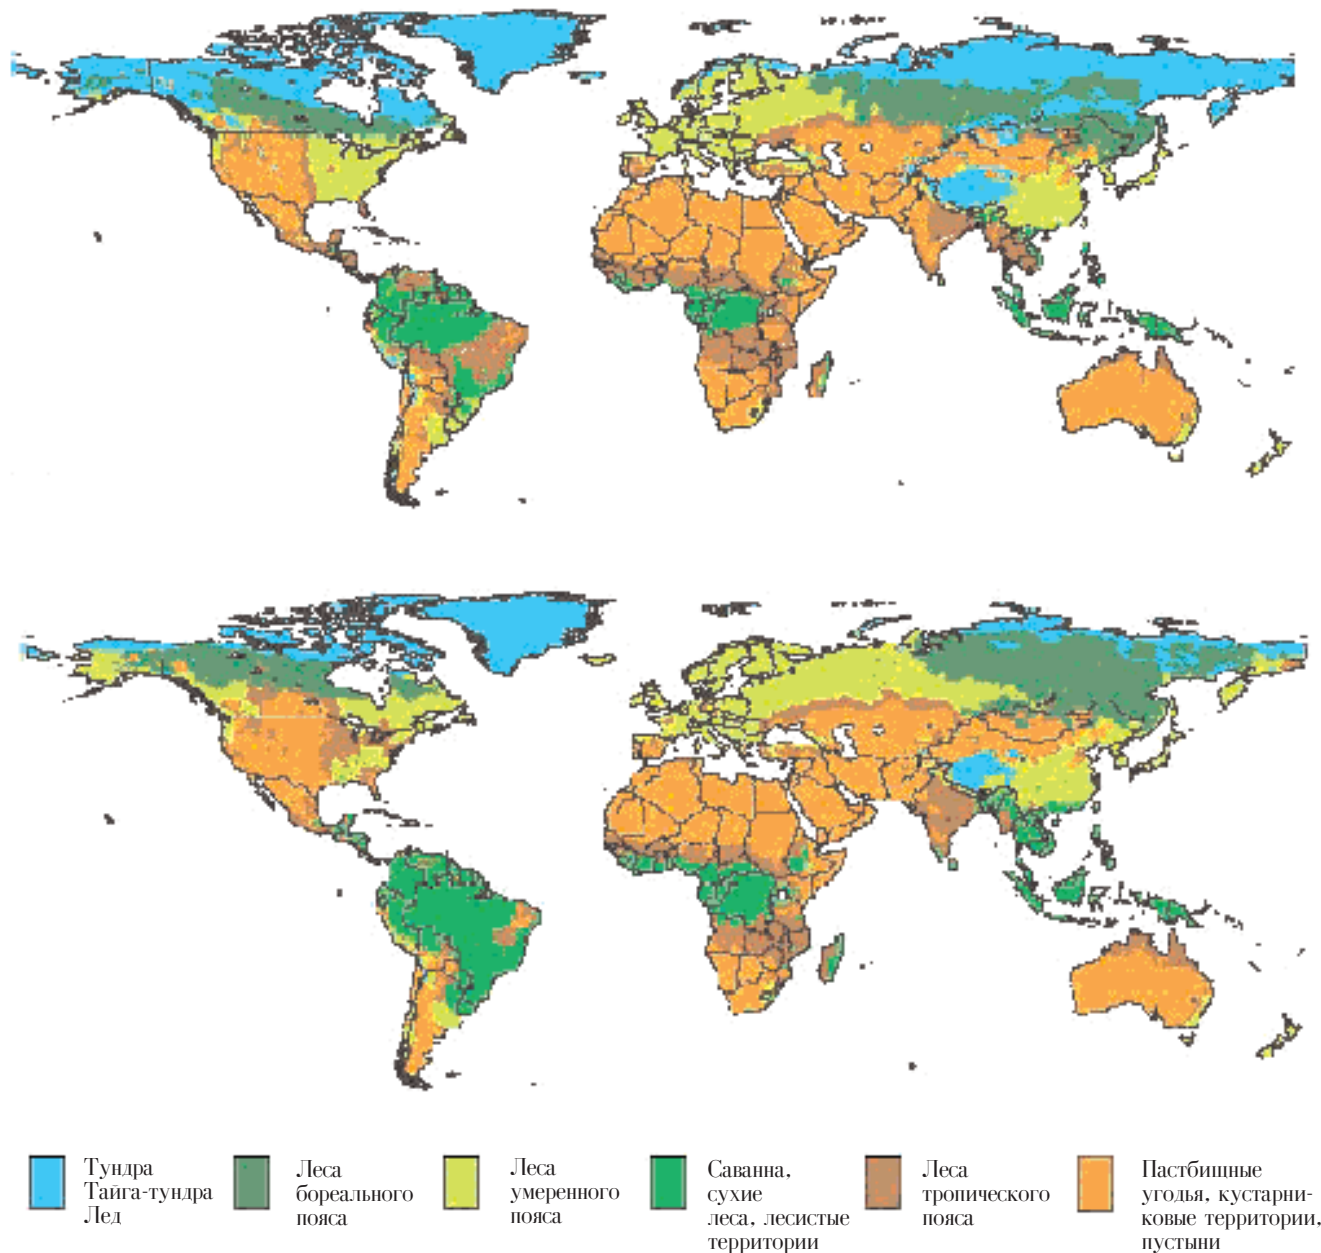 Тундра
Тайга-тундра
Лед
Леса
бореального
пояса
Леса
умеренного
пояса
Саванна,
сухие
леса, лесистые
территории
Леса
тропического
пояса
Пастбищные
угодья, кустарни-
ковые территории,
пустыни